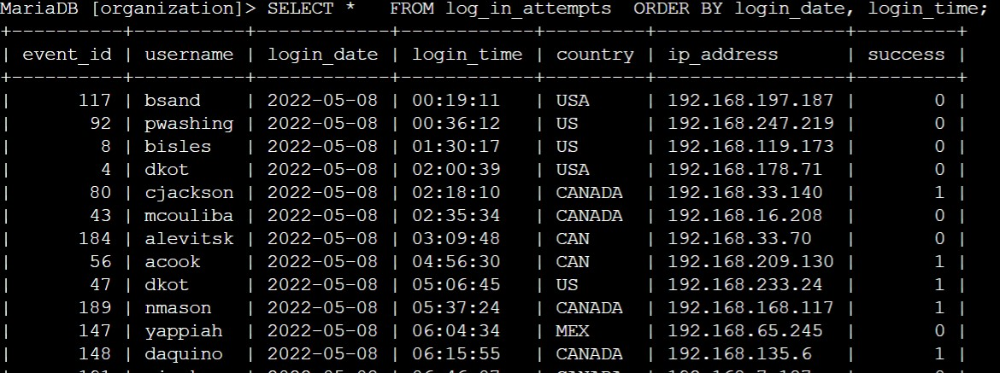 MariaDB [organization]> SELECT *   FROM log_in_attempts  ORDER BY login_date, login_time;
+----------+----------+------------+------------+---------+-----------------+---------+
| event_id | username | login_date | login_time | country | ip_address      | success |
+----------+----------+------------+------------+---------+-----------------+---------+
|      117 | bsand    | 2022-05-08 | 00:19:11   | USA     | 192.168.197.187 |       0 |
|       92 | pwashing | 2022-05-08 | 00:36:12   | US      | 192.168.247.219 |       0 |
|        8 | bisles   | 2022-05-08 | 01:30:17   | US      | 192.168.119.173 |       0 |
|        4 | dkot     | 2022-05-08 | 02:00:39   | USA     | 192.168.178.71  |       0 |
|       80 | cjackson | 2022-05-08 | 02:18:10   | CANADA  | 192.168.33.140  |       1 |
|       43 | mcouliba | 2022-05-08 | 02:35:34   | CANADA  | 192.168.16.208  |       0 |
|      184 | alevitsk | 2022-05-08 | 03:09:48   | CAN     | 192.168.33.70   |       0 |
|       56 | acook    | 2022-05-08 | 04:56:30   | CAN     | 192.168.209.130 |       1 |
|       47 | dkot     | 2022-05-08 | 05:06:45   | US      | 192.168.233.24  |       1 |
|      189 | nmason   | 2022-05-08 | 05:37:24   | CANADA  | 192.168.168.117 |       1 |
|      147 | yappiah  | 2022-05-08 | 06:04:34   | MEX     | 192.168.65.245  |       0 |
|      148 | daquino  | 2022-05-08 | 06:15:55   | CANADA  | 192.168.135.6   |       1 |